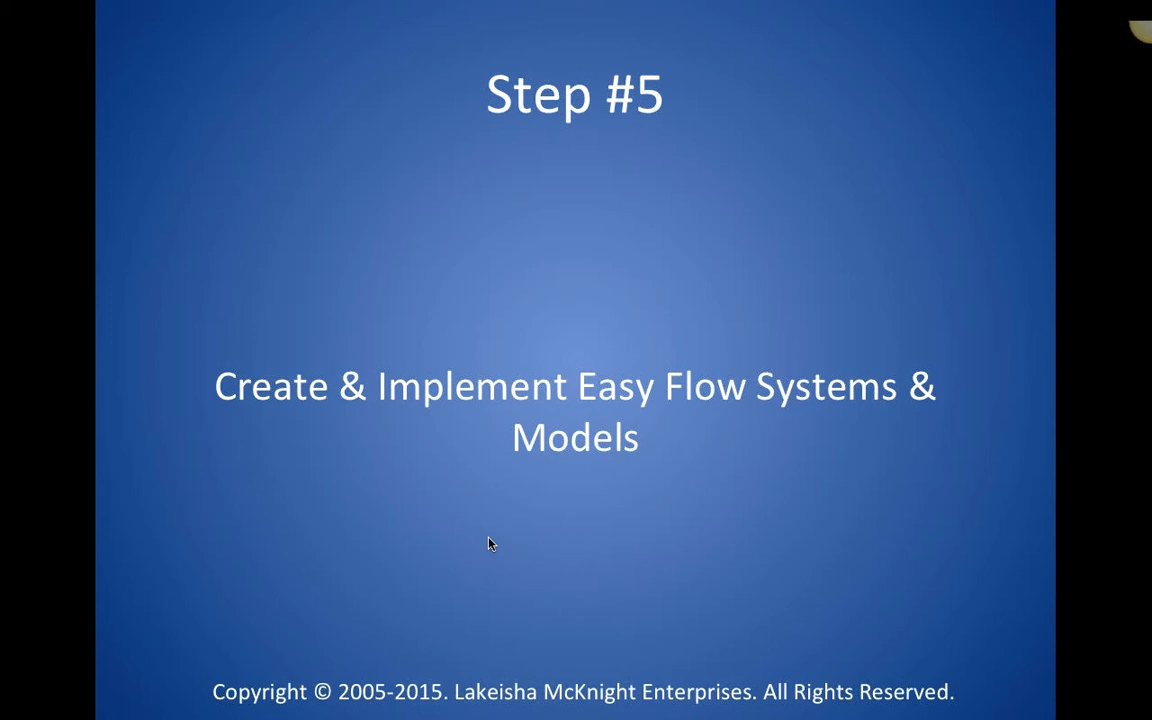 Step #5
Create & Implement Easy Flow Systems &
Models
Copyright © 2005-2015. Lakeisha McKnight Enterprises. All Rights Reserved.